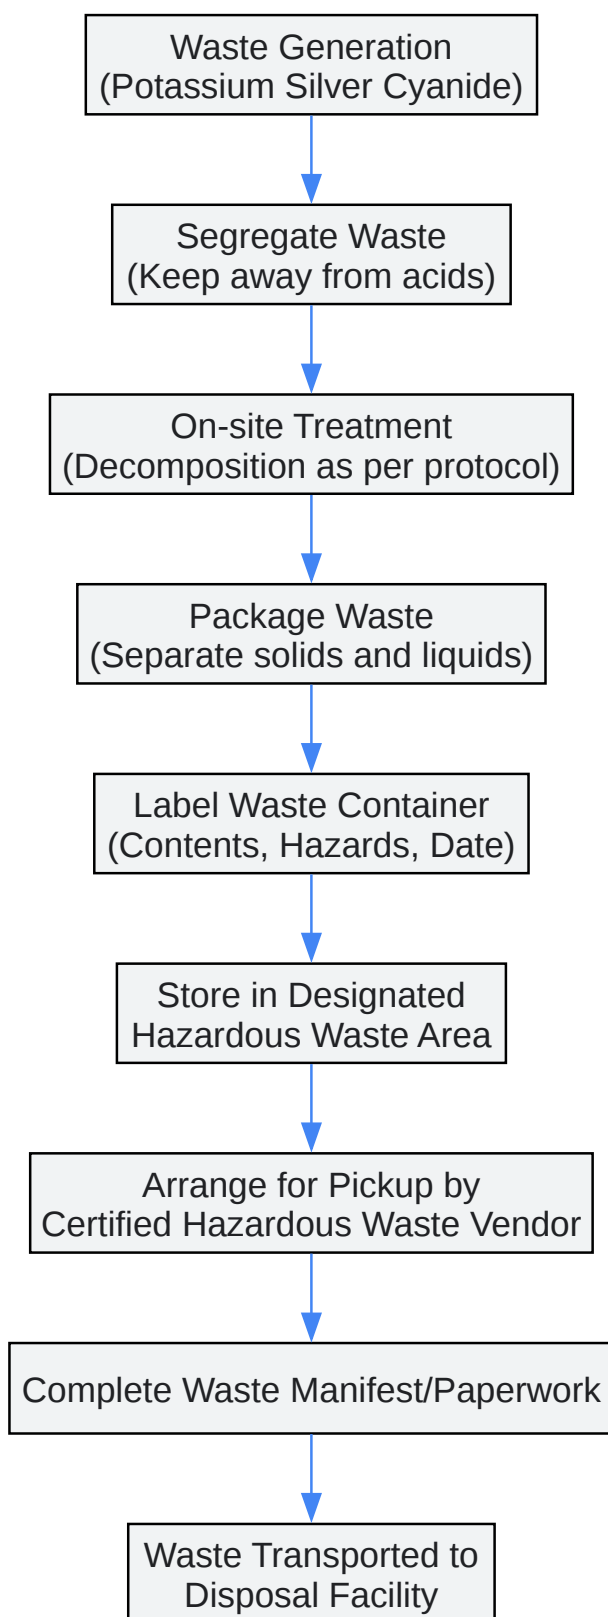 Waste Generation
(Potassium Silver Cyanide)
Segregate Waste
(Keep away from acids)
On-site Treatment
(Decomposition as per protocol)
Package Waste
(Separate solids and liquids)
Label Waste Container
(Contents, Hazards, Date)
Store in Designated
Hazardous Waste Area
Arrange for Pickup by
Certified Hazardous Waste Vendor
Complete Waste Manifest/Paperwork
Waste Transported to
Disposal Facility